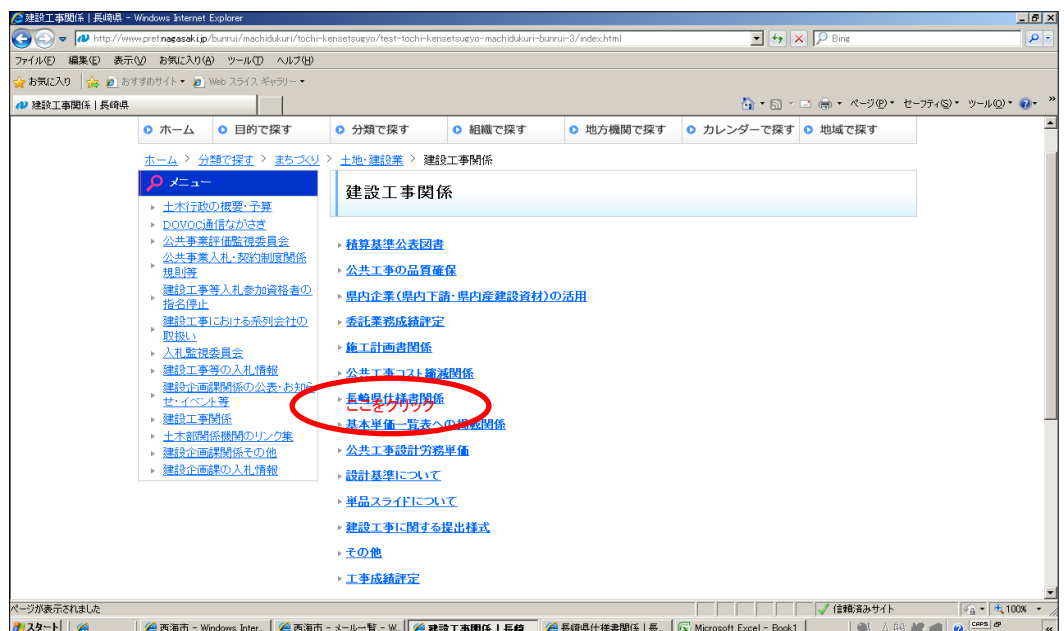 建設工事関係 | 長崎県 - Windows Internet Explorer
http://www.pref.nagasaki.jp/bunrui/machidukuri/tochi-kensetsugyo/test-tochi-kensetsugyo-machidukuri-bunrui-3/index.html
Bing
ファイル(F) 編集(E) 表示(V) お気に入り(A) ツール(T) ヘルプ(H)
お気に入り おすすめサイト Web スライス ギャラリー
建設工事関係 | 長崎県
ページ(P) セーフティ(S) ツール(O) »
ホーム 目的で探す 分類で探す 組織で探す 地方機関で探す カレンダーで探す 地域で探す
ホーム > 分類で探す > まちづくり > 土地・建設業 > 建設工事関係
メニュー
土木行政の概要・予算
DOVOC通信ながさき
公共事業評価監視委員会
公共事業入札・契約制度関係
規則等
建設工事等入札参加資格者の
指名停止
建設工事における系列会社の
取扱い
入札監視委員会
建設工事等の入札情報
建設企画課関係の公表・お知ら
せ・イベント等
建設工事関係
土木部関係機関のリンク集
建設企画課関係その他
建設企画課の入札情報
建設工事関係
積算基準公表図書
公共工事の品質確保
県内企業(県内下請・県内産建設資材)の活用
委託業務成績評定
施工計画書関係
公共工事コスト縮減関係
長崎県仕様書関係
ここをクリック
基本単価一覧表への掲載関係
公共工事設計労務単価
設計基準について
単品スライドについて
建設工事に関する提出様式
その他
工事成績評定
ページが表示されました
信頼済みサイト
100%
スタート
西海市 - Windows Inter...
西海市 - メール一覧 - W...
建設工事関係 | 長崎...
長崎県仕様書関係 | 長...
Microsoft Excel - Book1
A 般
CAPS